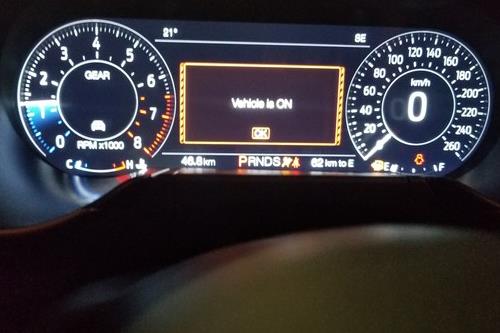 21° SE
4
3 5
GEAR
2 6
1 7
0 8
RPM x1000
C H
Vehicle is ON
OK
46.8 km PRNDS 62 km to E
120 140
100 160
80 180
60 km/h 200
40 0 220
20 240
260
E F